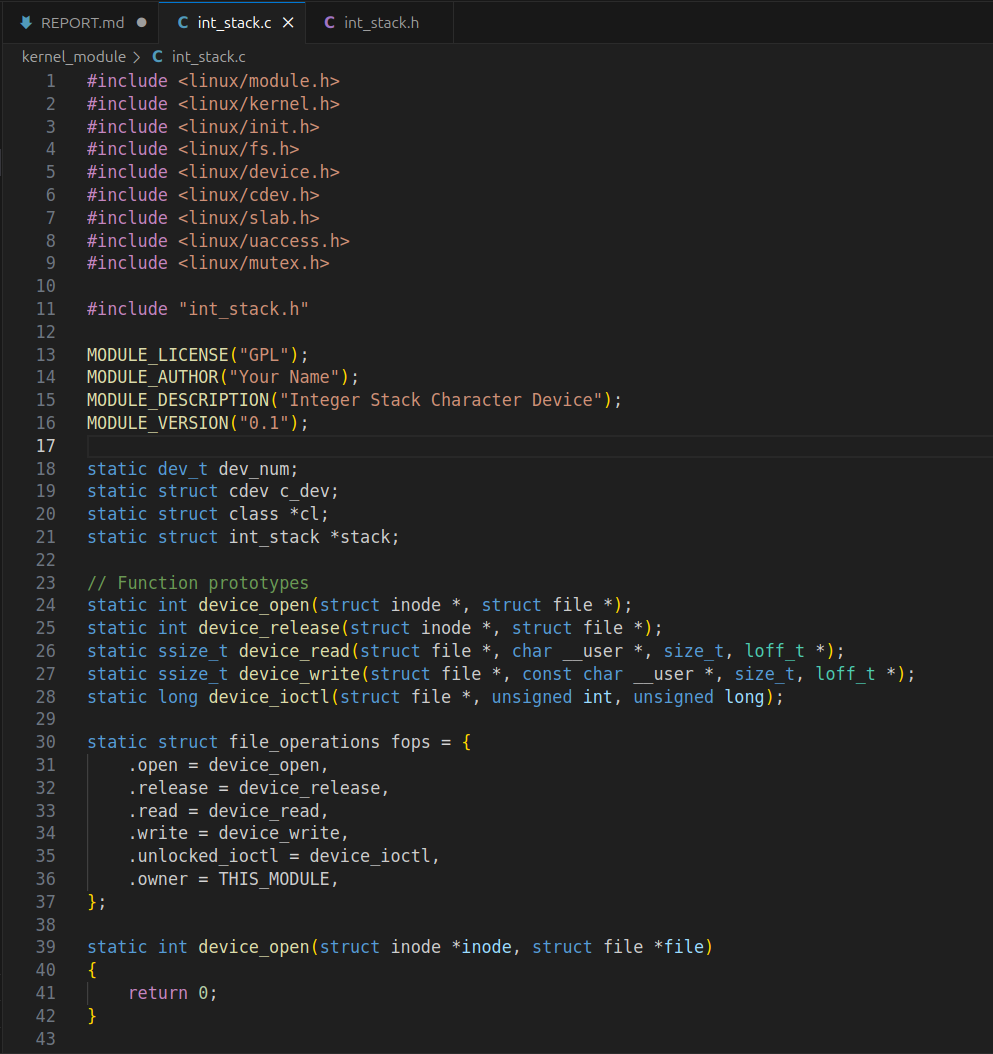 REPORT.md ● C int_stack.c × C int_stack.h
kernel_module > C int_stack.c
1 #include <linux/module.h>
2 #include <linux/kernel.h>
3 #include <linux/init.h>
4 #include <linux/fs.h>
5 #include <linux/device.h>
6 #include <linux/cdev.h>
7 #include <linux/slab.h>
8 #include <linux/uaccess.h>
9 #include <linux/mutex.h>
10
11 #include "int_stack.h"
12
13 MODULE_LICENSE("GPL");
14 MODULE_AUTHOR("Your Name");
15 MODULE_DESCRIPTION("Integer Stack Character Device");
16 MODULE_VERSION("0.1");
17
18 static dev_t dev_num;
19 static struct cdev c_dev;
20 static struct class *cl;
21 static struct int_stack *stack;
22
23 // Function prototypes
24 static int device_open(struct inode *, struct file *);
25 static int device_release(struct inode *, struct file *);
26 static ssize_t device_read(struct file *, char __user *, size_t, loff_t *);
27 static ssize_t device_write(struct file *, const char __user *, size_t, loff_t *);
28 static long device_ioctl(struct file *, unsigned int, unsigned long);
29
30 static struct file_operations fops = {
31     .open = device_open,
32     .release = device_release,
33     .read = device_read,
34     .write = device_write,
35     .unlocked_ioctl = device_ioctl,
36     .owner = THIS_MODULE,
37 };
38
39 static int device_open(struct inode *inode, struct file *file)
40 {
41     return 0;
42 }
43